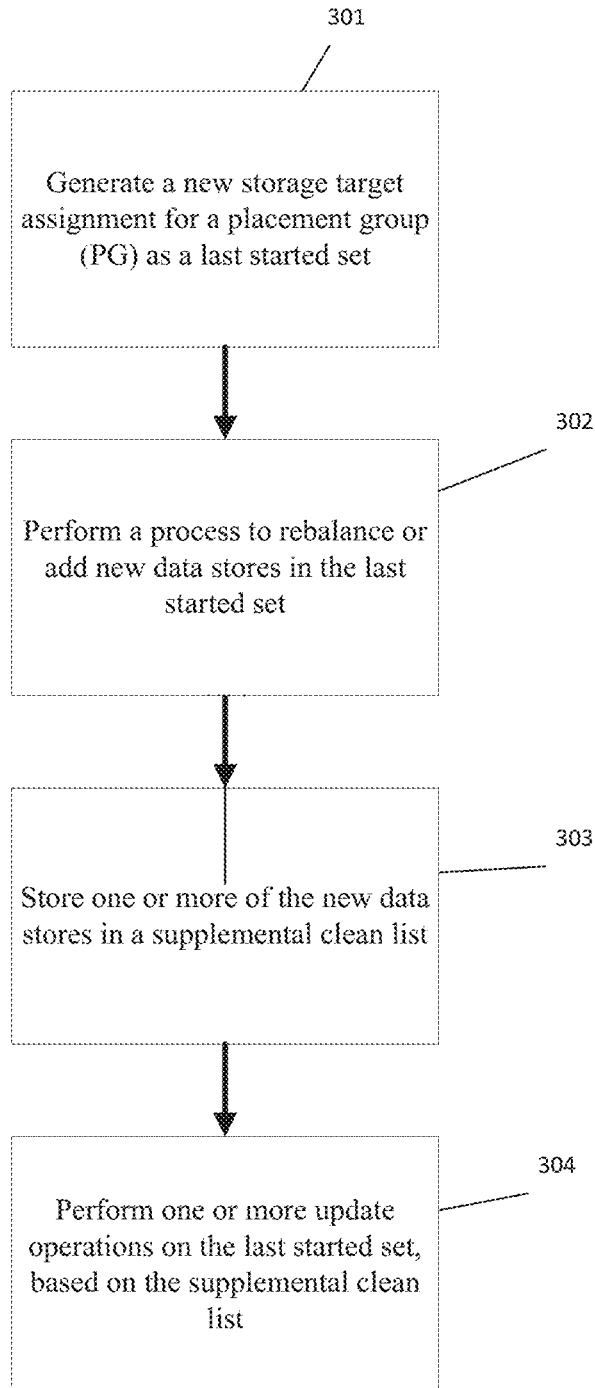 301
Generate a new storage target
assignment for a placement group
(PG) as a last started set
302
Perform a process to rebalance or
add new data stores in the last
started set
303
Store one or more of the new data
stores in a supplemental clean list
304
Perform one or more update
operations on the last started set,
based on the supplemental clean
list